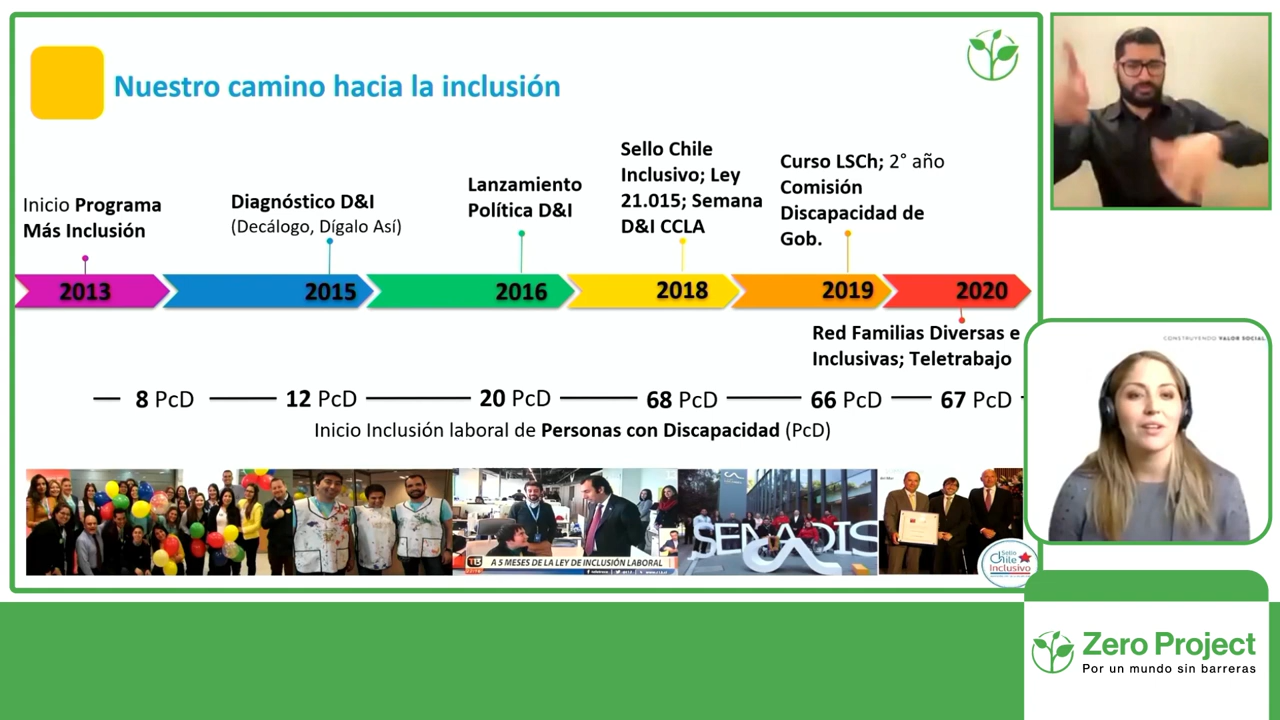 Nuestro camino hacia la inclusión
Inicio Programa
Más Inclusión
Diagnóstico D&I
(Decálogo, Dígalo Así)
Lanzamiento
Política D&I
Sello Chile
Inclusivo; Ley
21.015; Semana
D&I CCLA
Curso LSCh; 2° año
Comisión
Discapacidad de
Gob.
2013
2015
2016
2018
2019
2020
Red Familias Diversas e
Inclusivas; Teletrabajo
8 PcD
12 PcD
20 PcD
68 PcD
66 PcD
67 PcD
Inicio Inclusión laboral de Personas con Discapacidad (PcD)
A 5 MESES DE LA LEY DE INCLUSIÓN LABORAL
SENADIS
Sello
Chile
Inclusivo
CONSTRUYENDO VALOR SOCIAL
Zero Project
Por un mundo sin barreras